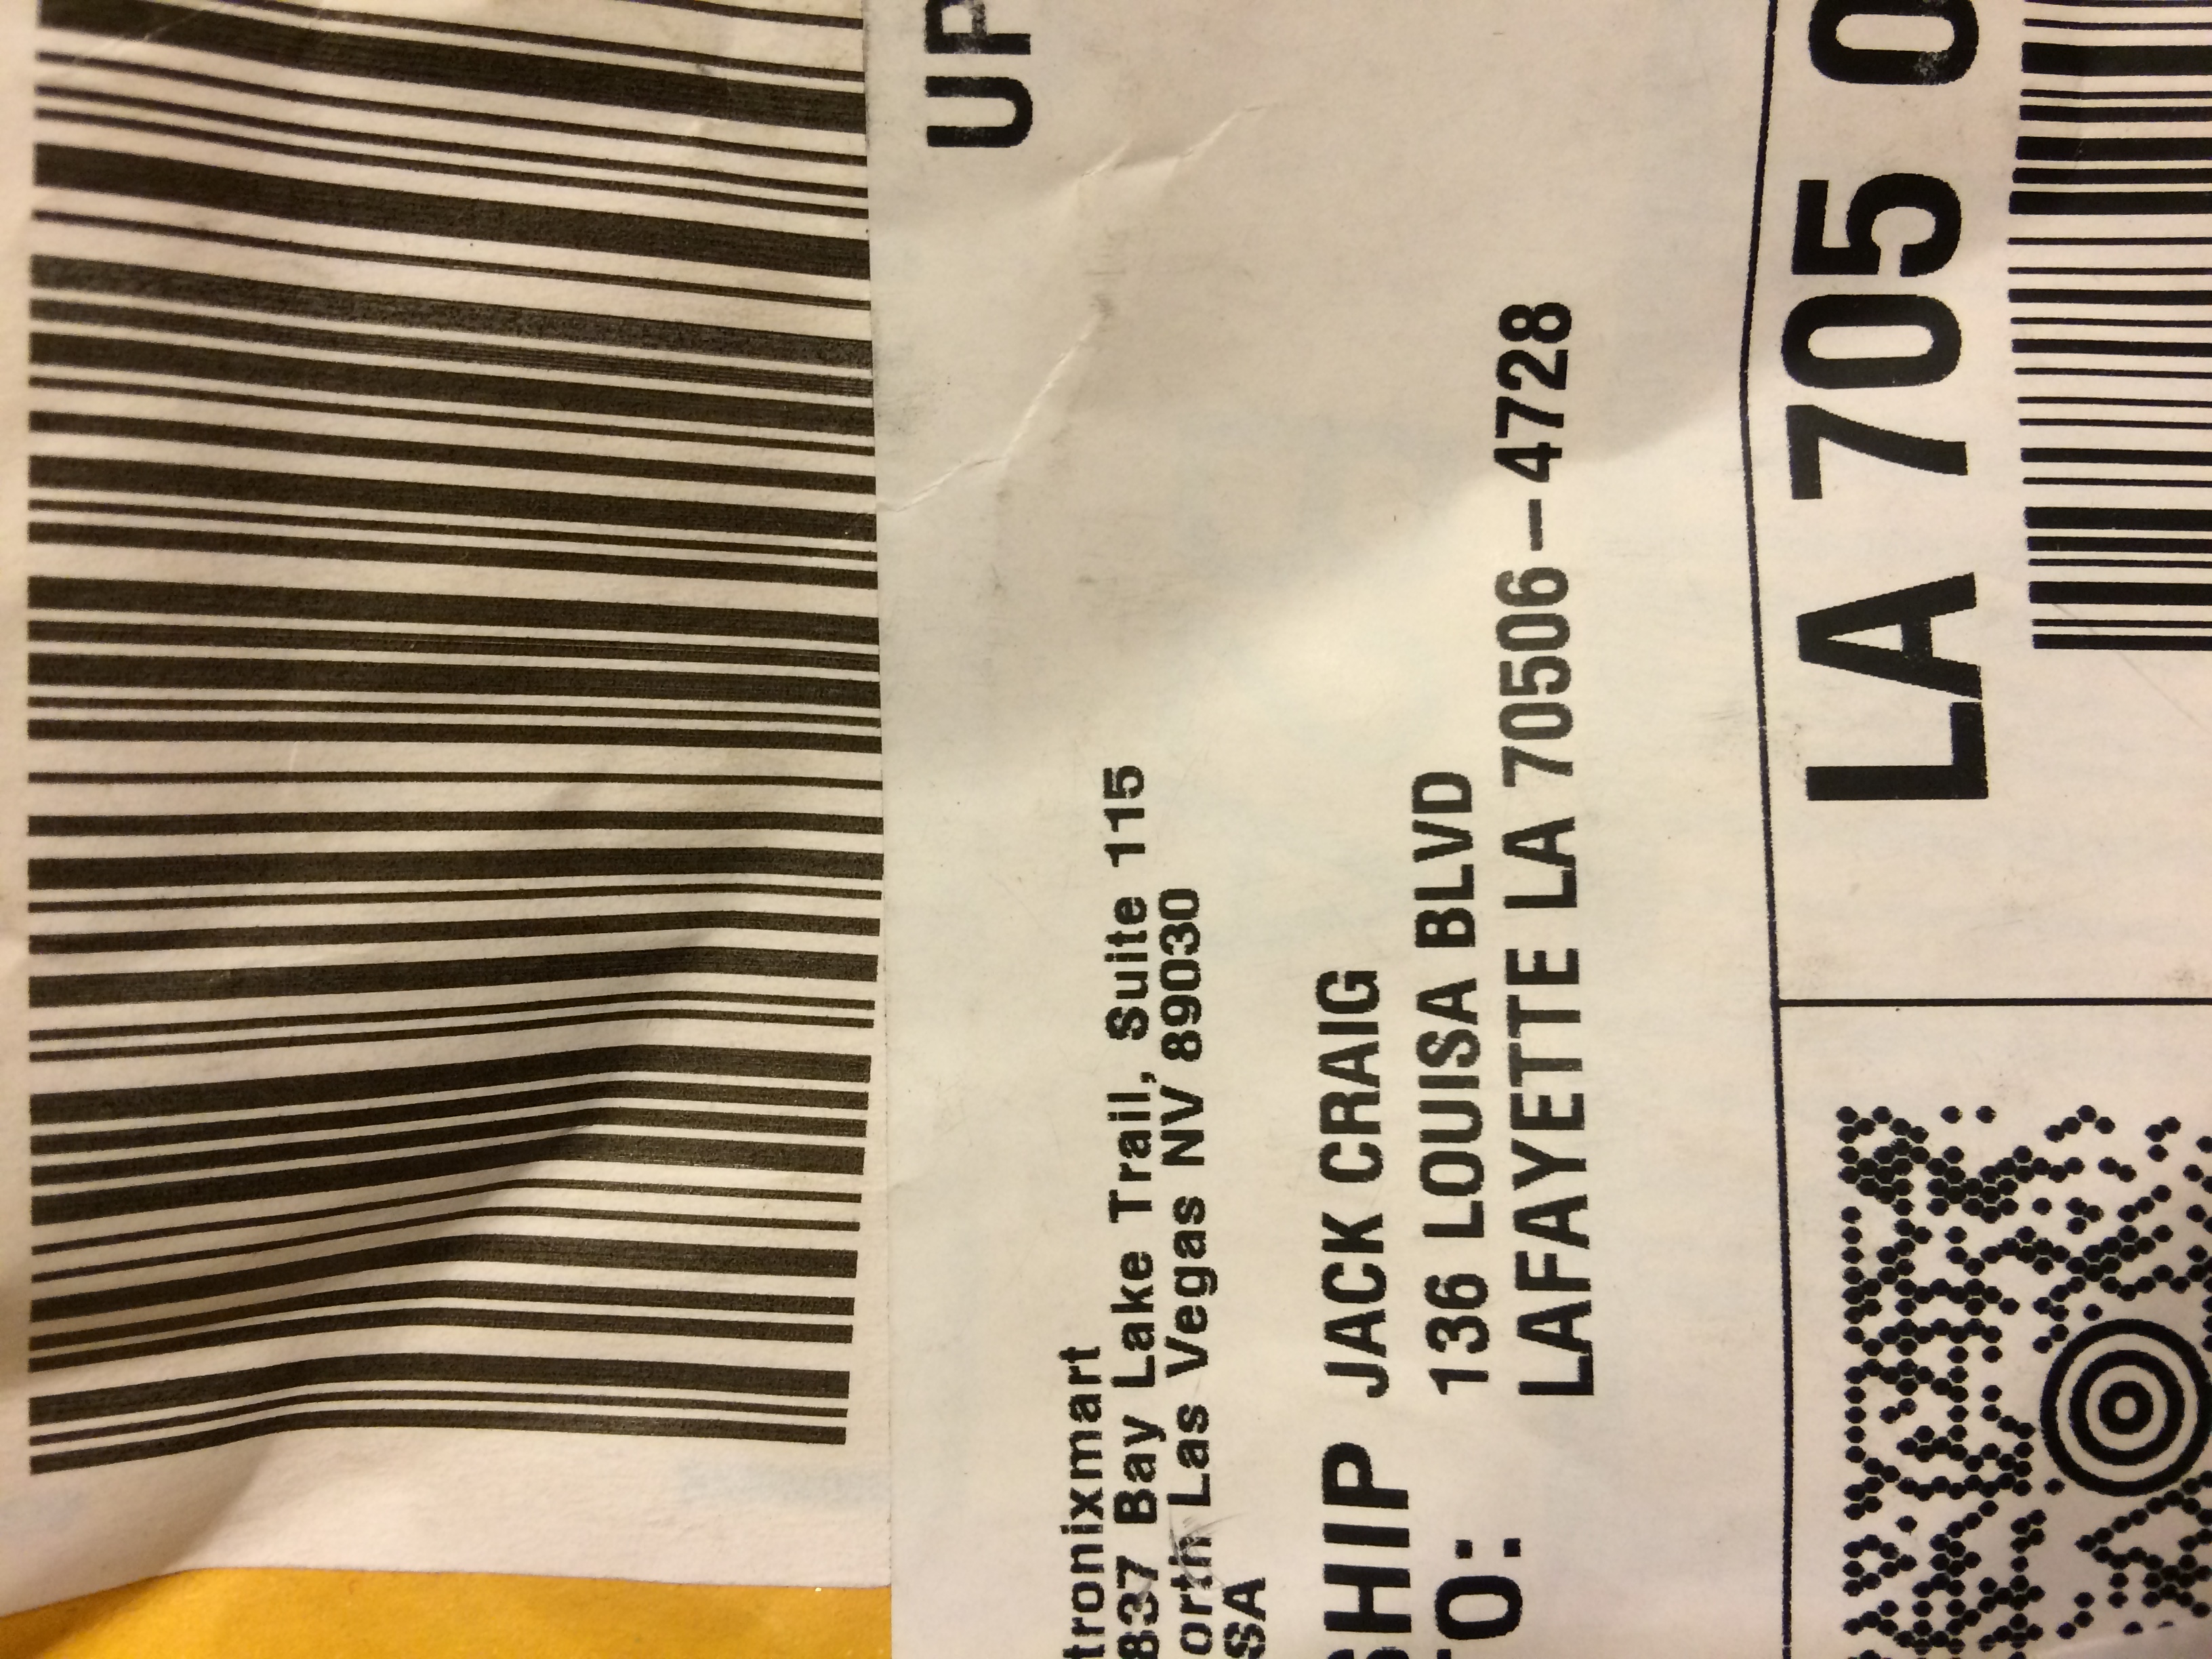 UP
tronixmart
837 Bay Lake Trail, Suite 115
orth Las Vegas NV 89030
SA
SHIP
TO:
JACK CRAIG
136 LOUISA BLVD
LAFAYETTE LA 70506-4728
LA 705 0